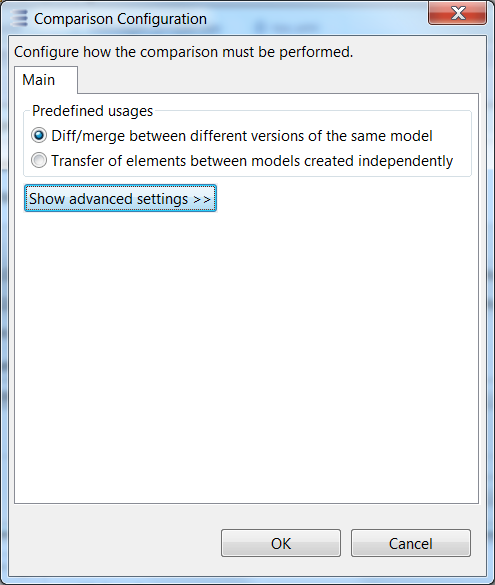 Comparison Configuration
Configure how the comparison must be performed.
Main
Predefined usages
Diff/merge between different versions of the same model
Transfer of elements between models created independently
Show advanced settings >>
OK
Cancel